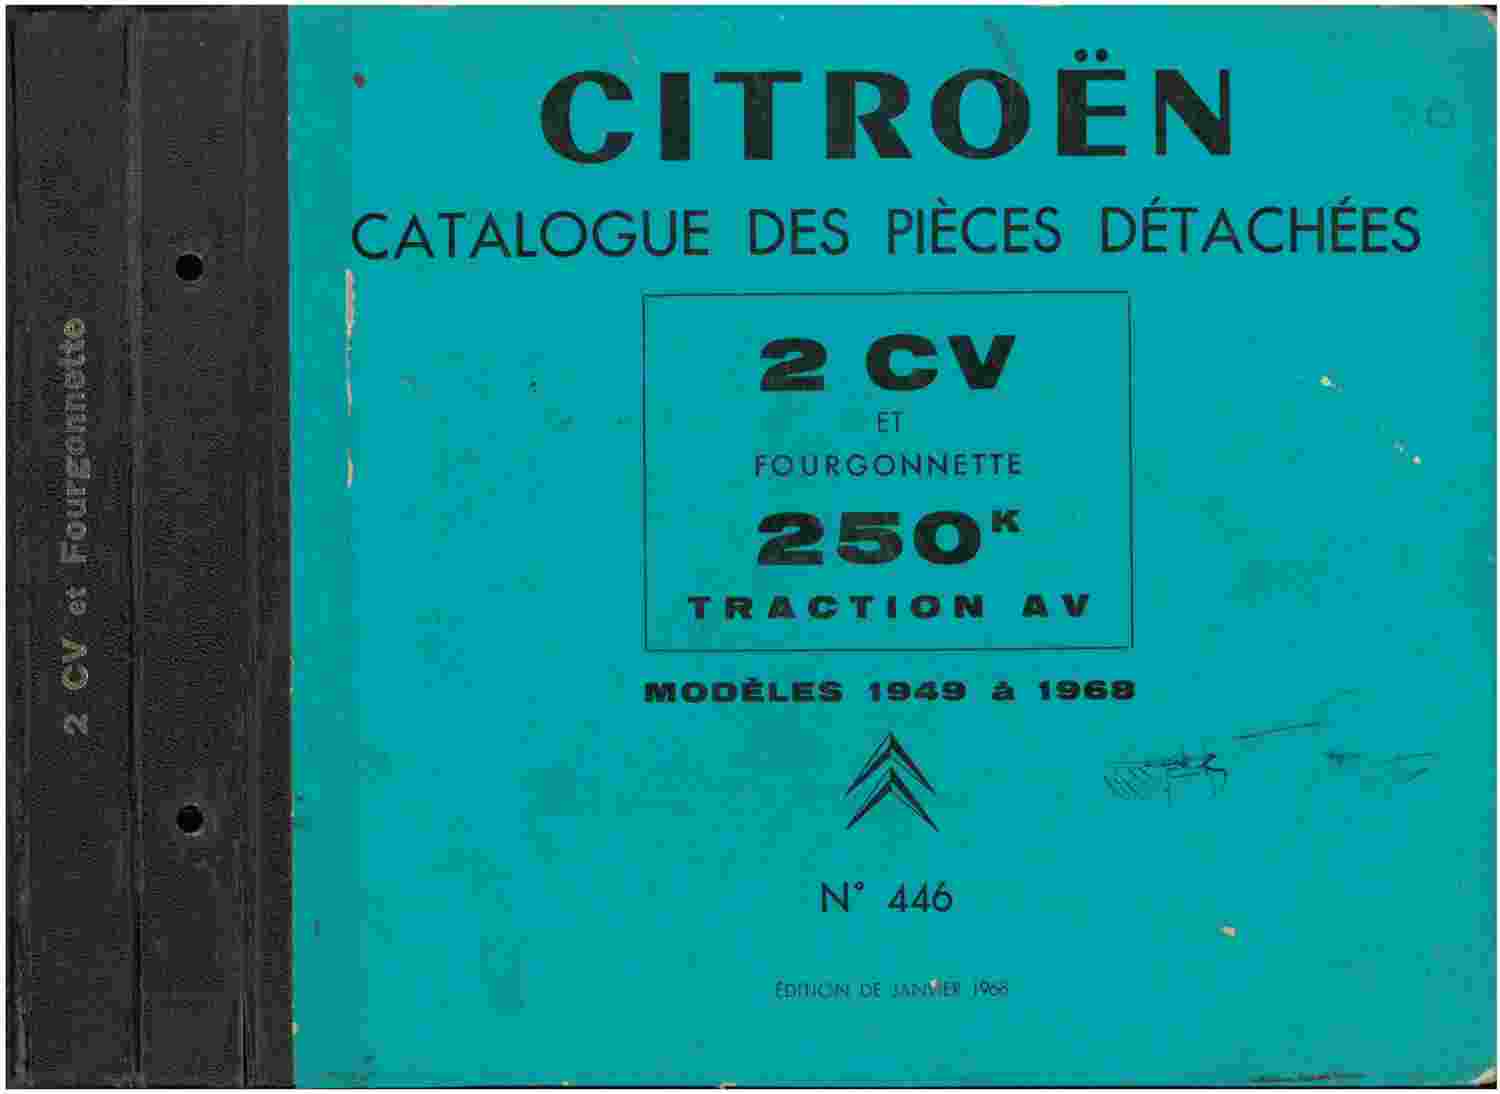 2 CV et Fourgonnette
CITROËN
CATALOGUE DES PIÈCES DÉTACHÉES
2 CV
ET
FOURGONNETTE
250K
TRACTION AV
MODÈLES 1949 à 1968
N° 446
ÉDITION DE JANVIER 1968